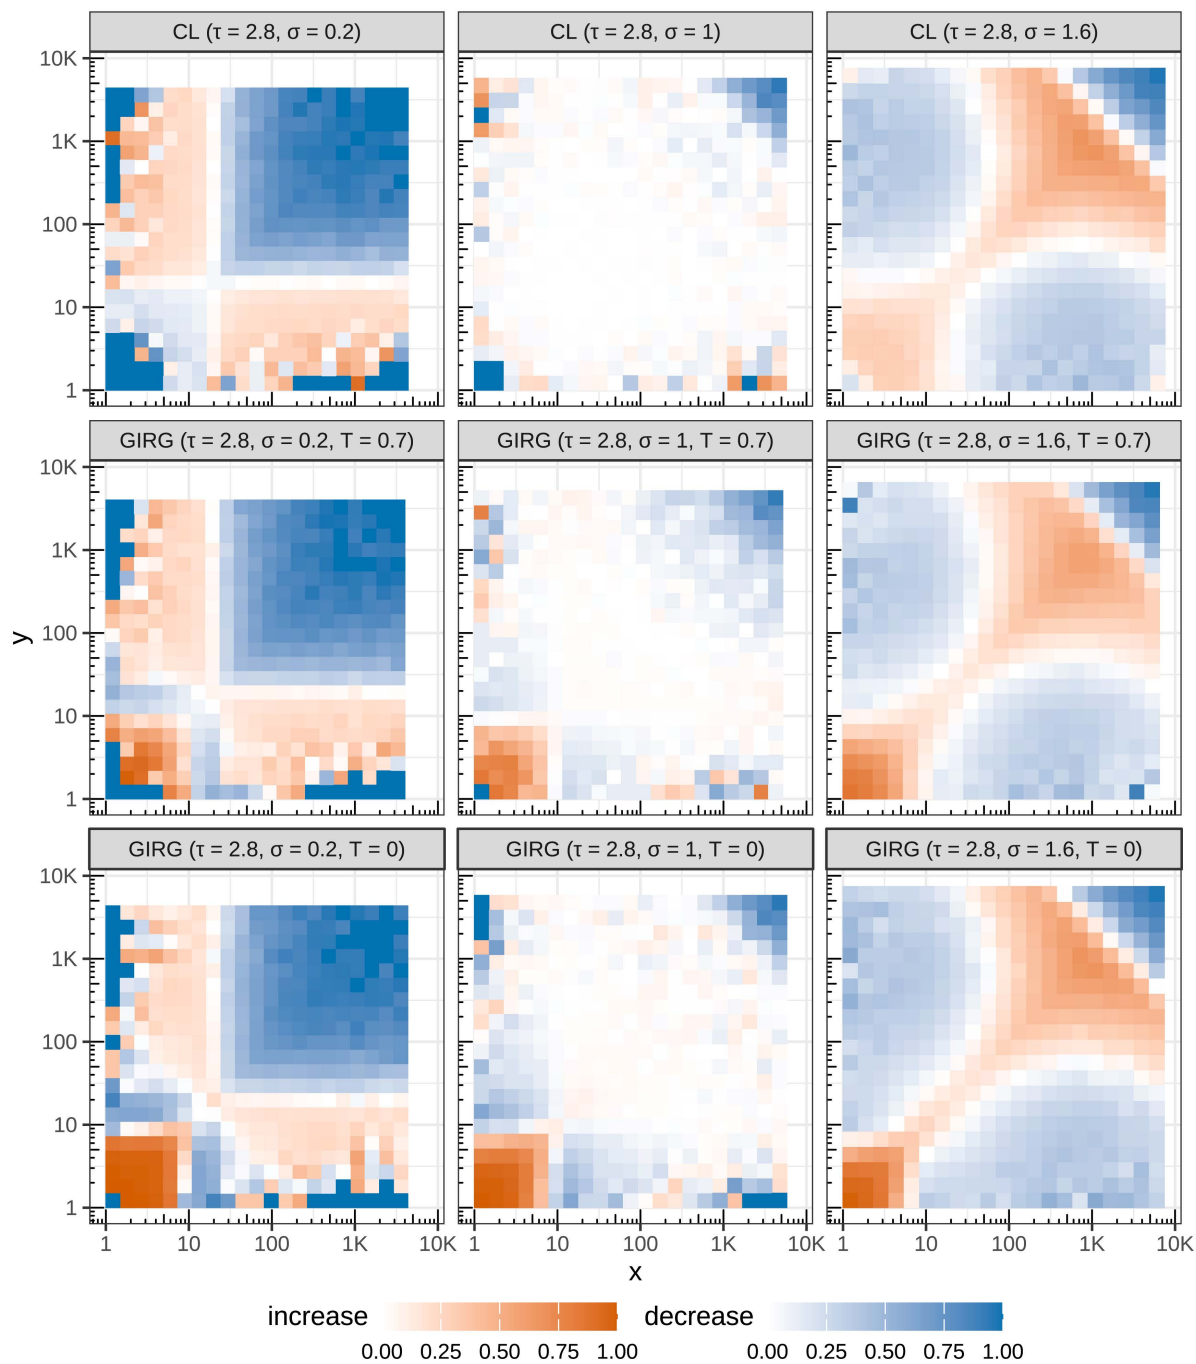 CL (τ = 2.8, σ = 0.2)
CL (τ = 2.8, σ = 1)
CL (τ = 2.8, σ = 1.6)
10K
1K
100
10
1
GIRG (τ = 2.8, σ = 0.2, T = 0.7)
GIRG (τ = 2.8, σ = 1, T = 0.7)
GIRG (τ = 2.8, σ = 1.6, T = 0.7)
10K
1K
100
10
1
y
GIRG (τ = 2.8, σ = 0.2, T = 0)
GIRG (τ = 2.8, σ = 1, T = 0)
GIRG (τ = 2.8, σ = 1.6, T = 0)
10K
1K
100
10
1
1 10 100 1K 10K
1 10 100 1K 10K
1 10 100 1K 10K
x
increase
0.00 0.25 0.50 0.75 1.00
decrease
0.00 0.25 0.50 0.75 1.00